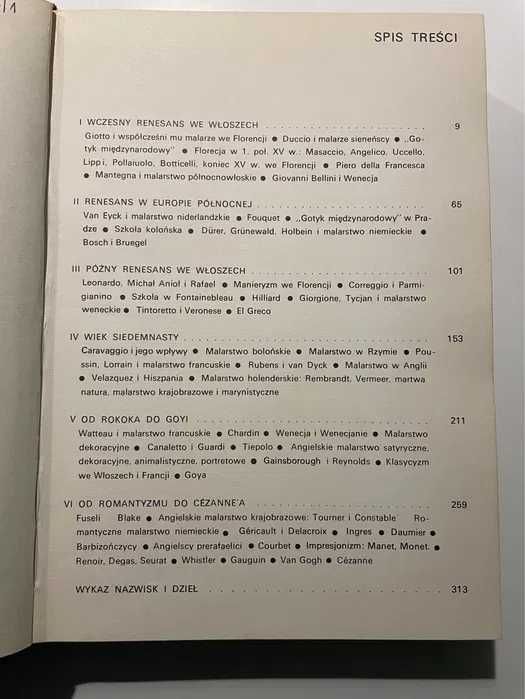 /1
SPIS TREŚCI
I WCZESNY RENESANS WE WŁOSZECH . . . . . . . . . . . . . . . . . . . . . . 9
Giotto i współcześni mu malarze we Florencji ● Duccio i malarze sieneńscy ● ,,Go-
tyk międzynarodowy" ● Florecja w 1. poł. XV w.: Masaccio, Angelico, Uccello,
Lippi, Pollaiuolo, Botticelli, koniec XV w. we Florencji ● Piero della Francesca
● Mantegna i malarstwo północnowłoskie ● Giovanni Bellini i Wenecja
II RENESANS W EUROPIE PÓŁNOCNEJ . . . . . . . . . . . . . . . . . . . . . . 65
Van Eyck i malarstwo niderlandzkie ● Fouquet ● ,,Gotyk międzynarodowy" w Pra-
dze ● Szkoła kolońska ● Dürer, Grünewald, Holbein i malarstwo niemieckie ●
Bosch i Bruegel
III PÓŹNY RENESANS WE WŁOSZECH . . . . . . . . . . . . . . . . . . . . . . 101
Leonardo, Michał Anioł i Rafael ● Manieryzm we Florencji ● Correggio i Parmi-
gianino ● Szkoła w Fontainebleau ● Hilliard ● Giorgione, Tycjan i malarstwo
weneckie ● Tintoretto i Veronese ● El Greco
IV WIEK SIEDEMNASTY . . . . . . . . . . . . . . . . . . . . . . . . . . . . . . 153
Caravaggio i jego wpływy ● Malarstwo bolońskie ● Malarstwo w Rzymie ● Pou-
ssin, Lorrain i malarstwo francuskie ● Rubens i van Dyck ● Malarstwo w Anglii
● Velazquez i Hiszpania ● Malarstwo holenderskie: Rembrandt, Vermeer, martwa
natura, malarstwo krajobrazowe i marynistyczne
V OD ROKOKA DO GOYI . . . . . . . . . . . . . . . . . . . . . . . . . . . . 211
Watteau i malarstwo francuskie ● Chardin ● Wenecja i Wenecjanie ● Malarstwo
dekoracyjne ● Canaletto i Guardi ● Tiepolo ● Angielskie malarstwo satyryczne,
dekoracyjne, animalistyczne, portretowe ● Gainsborough i Reynolds ● Klasycyzm
we Włoszech i Francji ● Goya
VI OD ROMANTYZMU DO CÉZANNE'A . . . . . . . . . . . . . . . . . . . . . . 259
Fuseli Blake ● Angielskie malarstwo krajobrazowe: Tourner i Constable Ro-
mantyczne malarstwo niemieckie ● Géricault i Delacroix ● Ingres ● Daumier ●
Barbizończycy ● Angielscy prerafaelici ● Courbet ● Impresjonizm: Manet, Monet. ●
Renoir, Degas, Seurat ● Whistler ● Gauguin ● Van Gogh ● Cézanne
WYKAZ NAZWISK I DZIEŁ . . . . . . . . . . . . . . . . . . . . . . 313